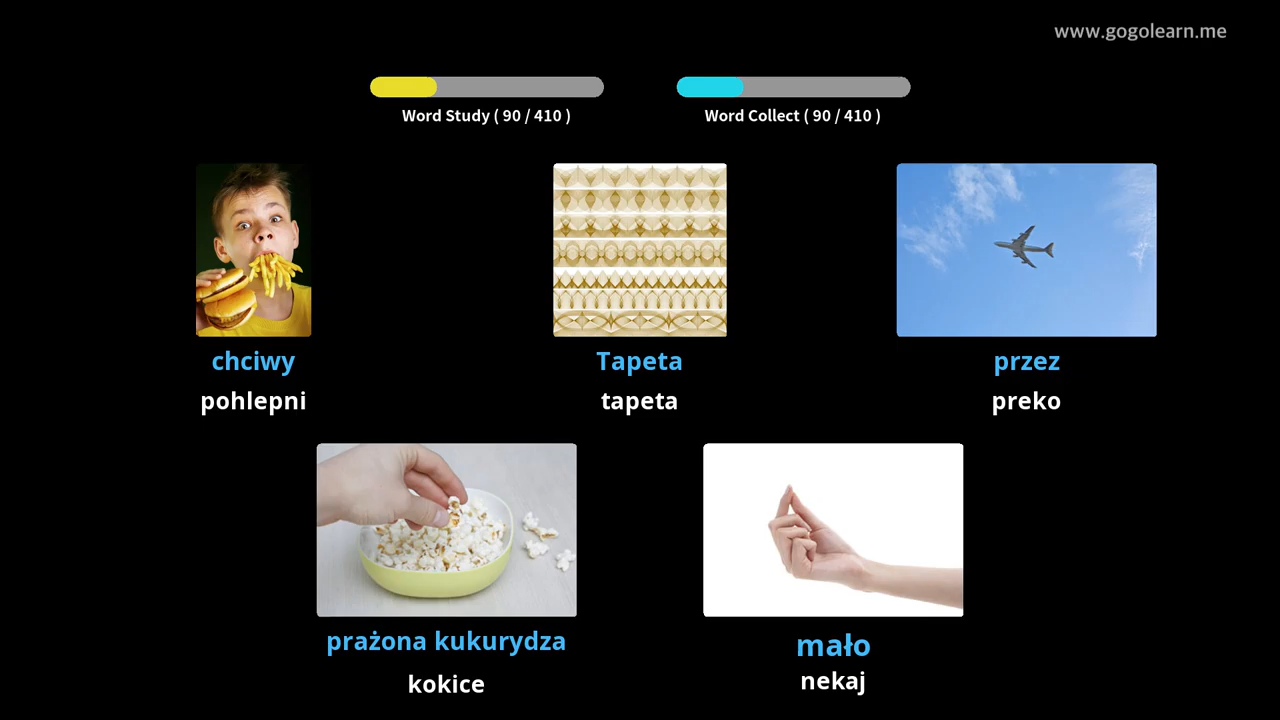 www.gogolearn.me
Word Study ( 90 / 410 )
Word Collect ( 90 / 410 )
chciwy
pohlepni
Tapeta
tapeta
przez
preko
prażona kukurydza
kokice
mało
nekaj